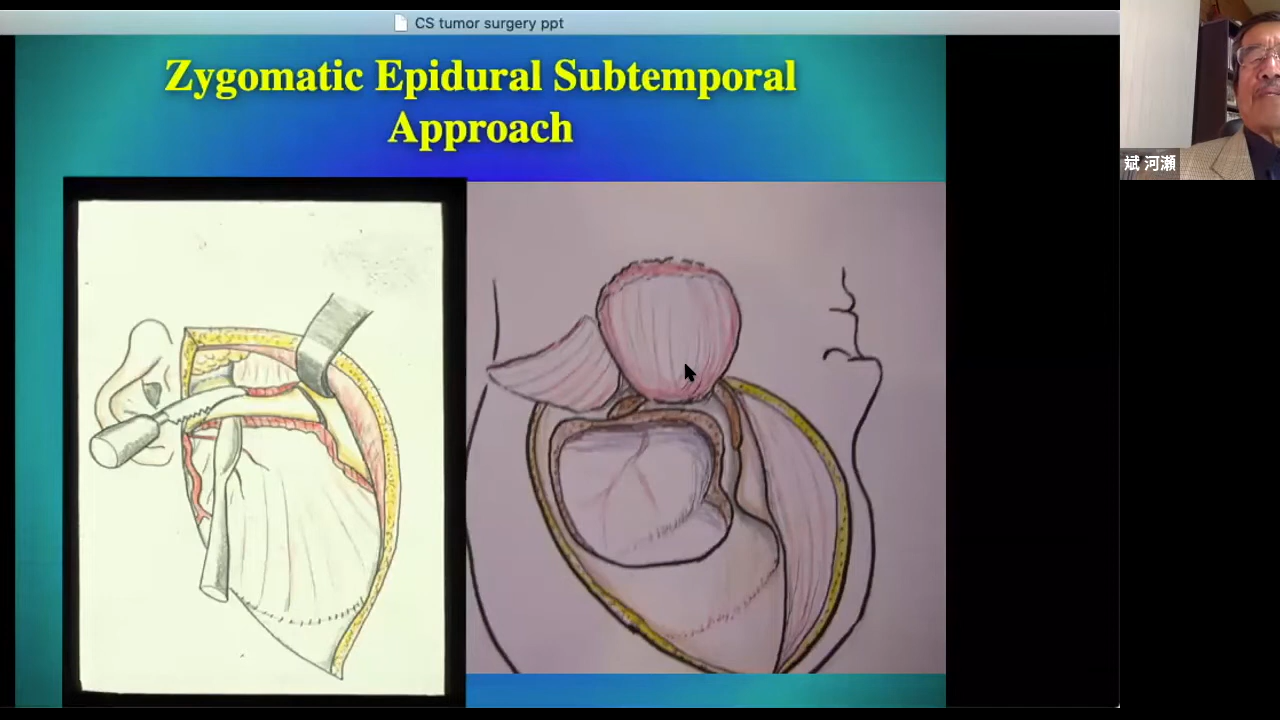 CS tumor surgery ppt
Zygomatic Epidural Subtemporal
Approach
斌 河瀬